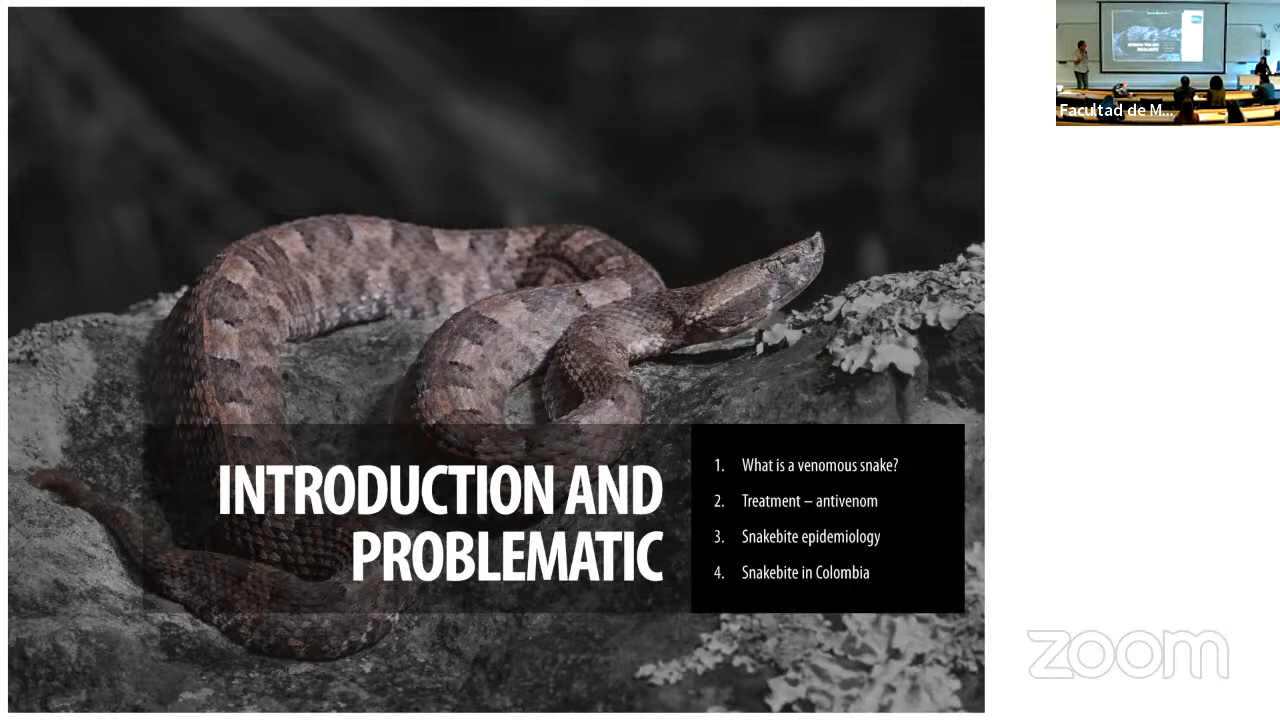 Facultad de M...
INTRODUCTION AND
PROBLEMATIC
1. What is a venomous snake?
2. Treatment – antivenom
3. Snakebite epidemiology
4. Snakebite in Colombia
zoom